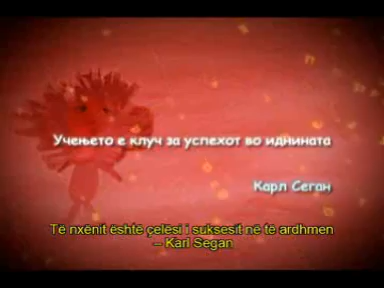 Учењето е клуч за успехот во иднината
Карл Сеган
Të nxënit është çelësi i suksesit në të ardhmen
– Karl Segan